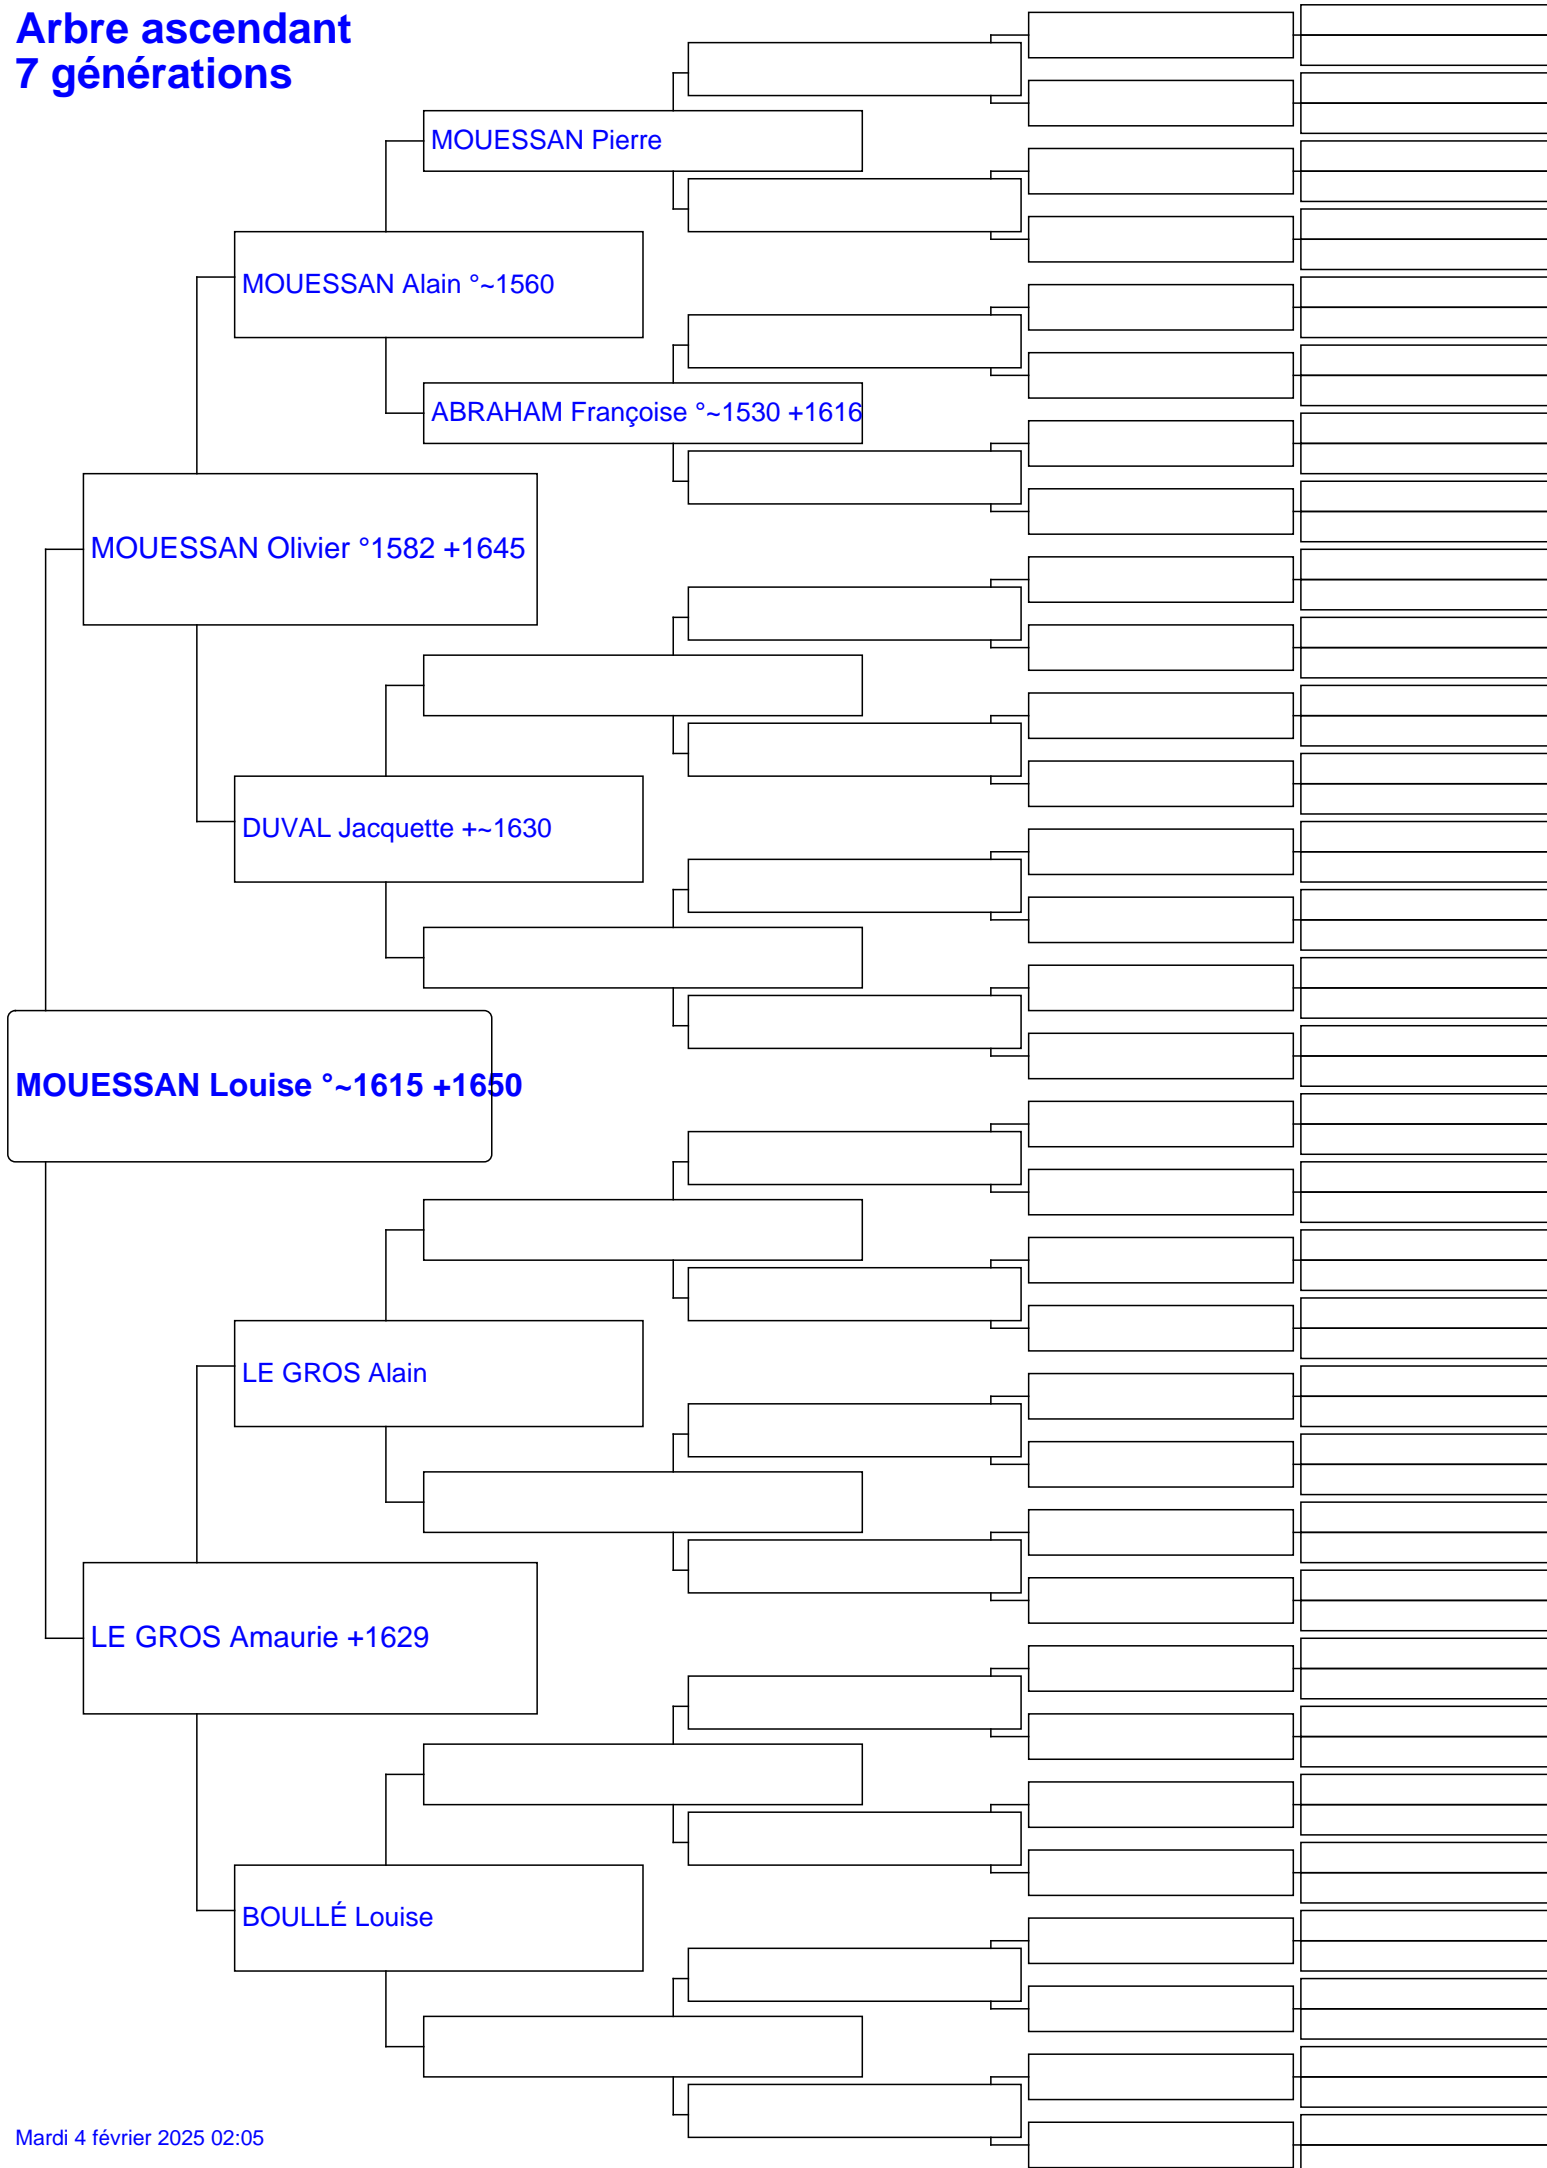 Arbre ascendant
7 générations
MOUESSAN Pierre
MOUESSAN Alain °~1560
ABRAHAM Françoise °~1530 +1616
MOUESSAN Olivier °1582 +1645
DUVAL Jacquette +~1630
MOUESSAN Louise °~1615 +1650
LE GROS Alain
LE GROS Amaurie +1629
BOULLÉ Louise
Mardi 4 février 2025 02:05